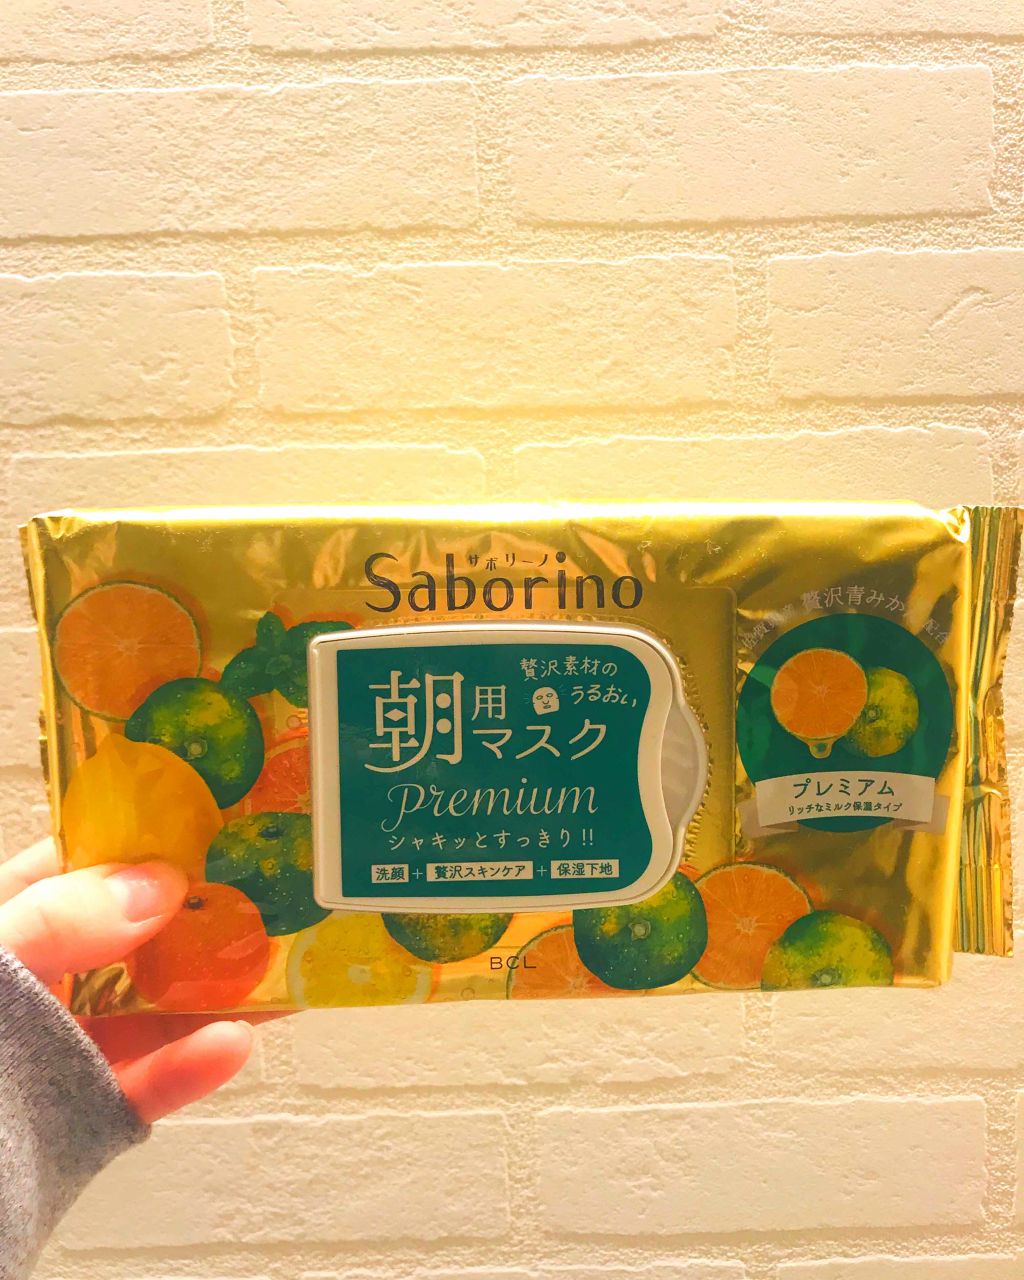 サボリーノ
Saborino
贅沢素材の
うるおい
朝用マスク
Premium
シャキッとすっきり!!
洗顔 + 贅沢スキンケア + 保湿下地
BCL
贅沢青みか
配合
プレミアム
リッチなミルク保湿タイプ